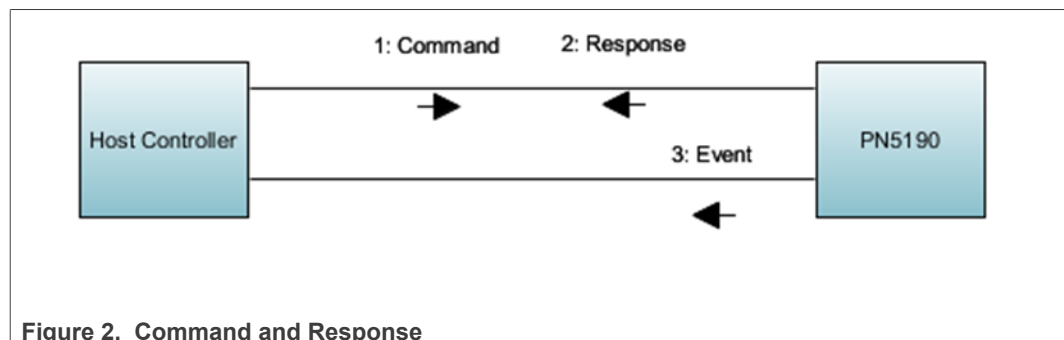 1: Command 2: Response
Host Controller
PN5190
3: Event
Figure 2. Command and Response